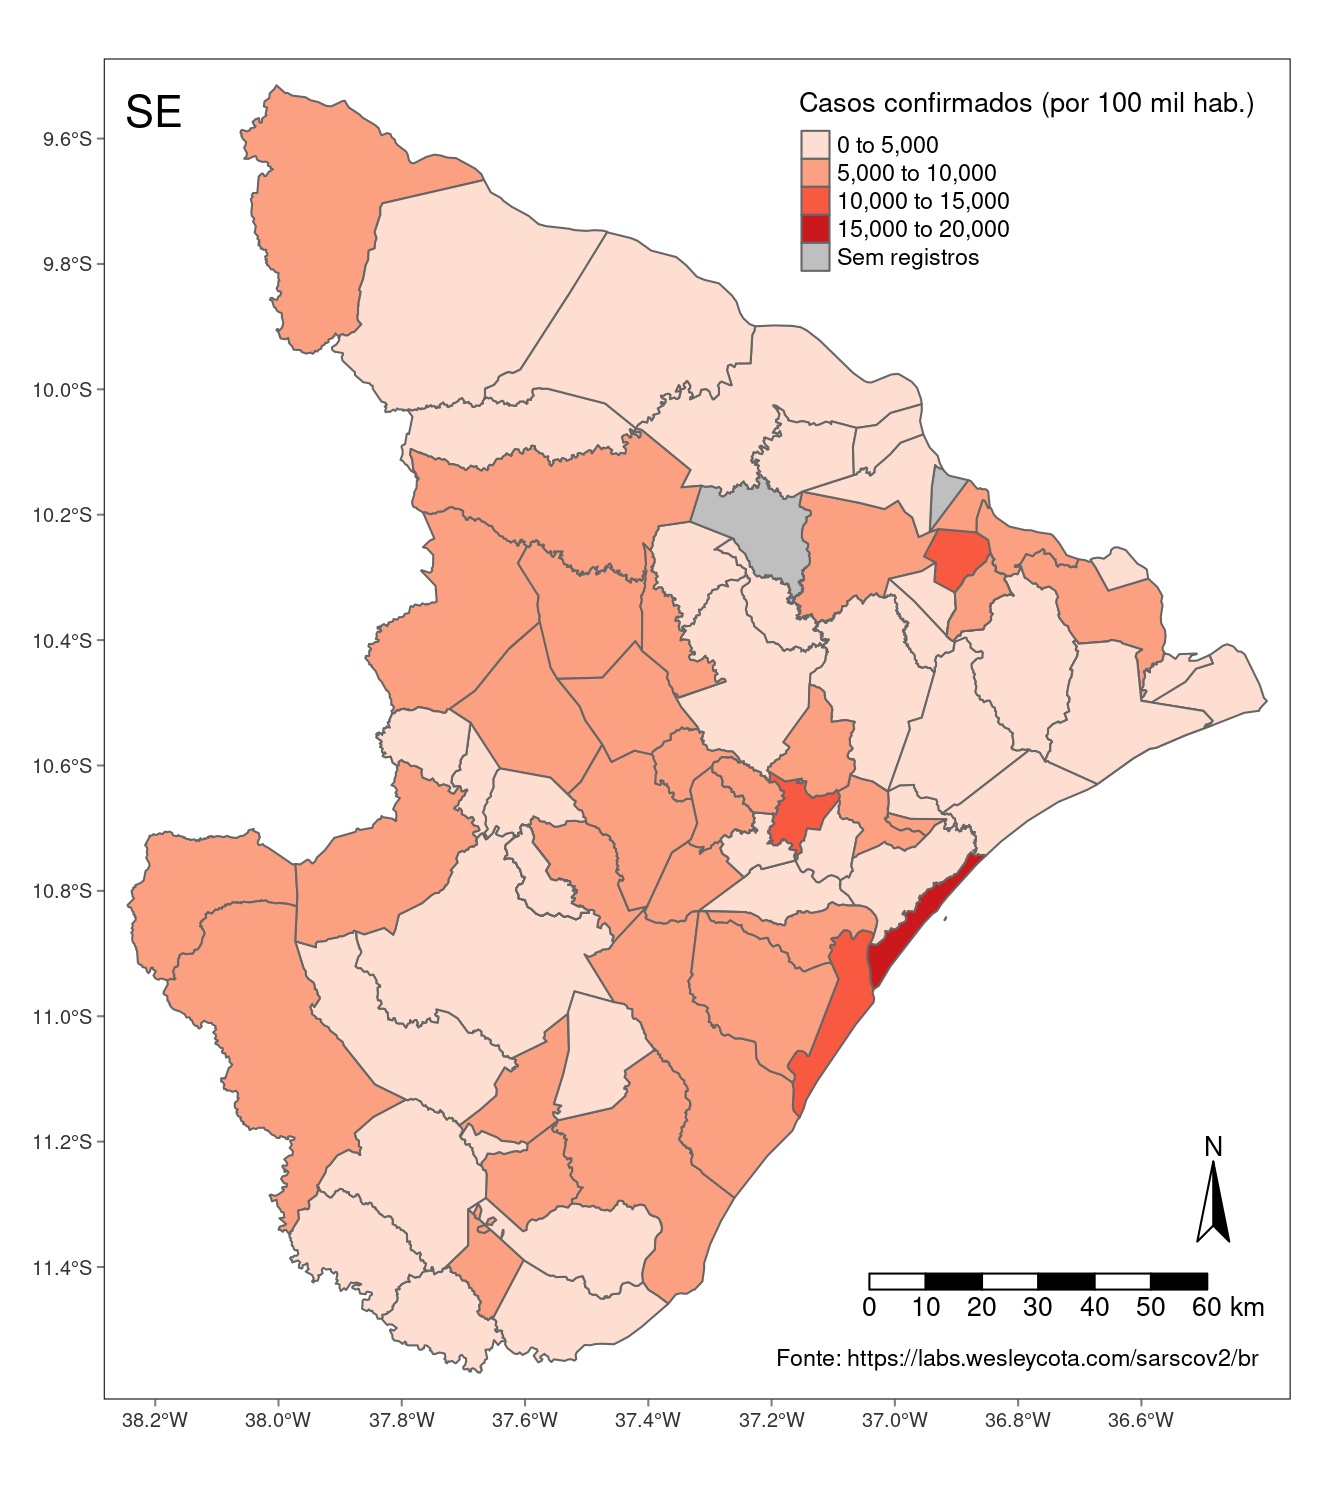 SE
Casos confirmados (por 100 mil hab.)
0 to 5,000
5,000 to 10,000
10,000 to 15,000
15,000 to 20,000
Sem registros
9.6°S
9.8°S
10.0°S
10.2°S
10.4°S
10.6°S
10.8°S
11.0°S
11.2°S
11.4°S
N
0 10 20 30 40 50 60 km
Fonte: https://labs.wesleycota.com/sarscov2/br
38.2°W 38.0°W 37.8°W 37.6°W 37.4°W 37.2°W 37.0°W 36.8°W 36.6°W